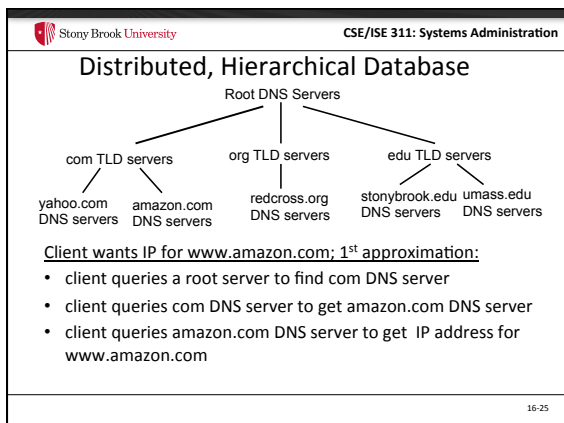 Stony Brook University
CSE/ISE 311: Systems Administration
Distributed, Hierarchical Database
Root DNS Servers
com TLD servers
org TLD servers
edu TLD servers
yahoo.com
DNS servers
amazon.com
DNS servers
redcross.org
DNS servers
stonybrook.edu
DNS servers
umass.edu
DNS servers
Client wants IP for www.amazon.com; 1st approximation:
• client queries a root server to find com DNS server
• client queries com DNS server to get amazon.com DNS server
• client queries amazon.com DNS server to get IP address for
www.amazon.com
16-25